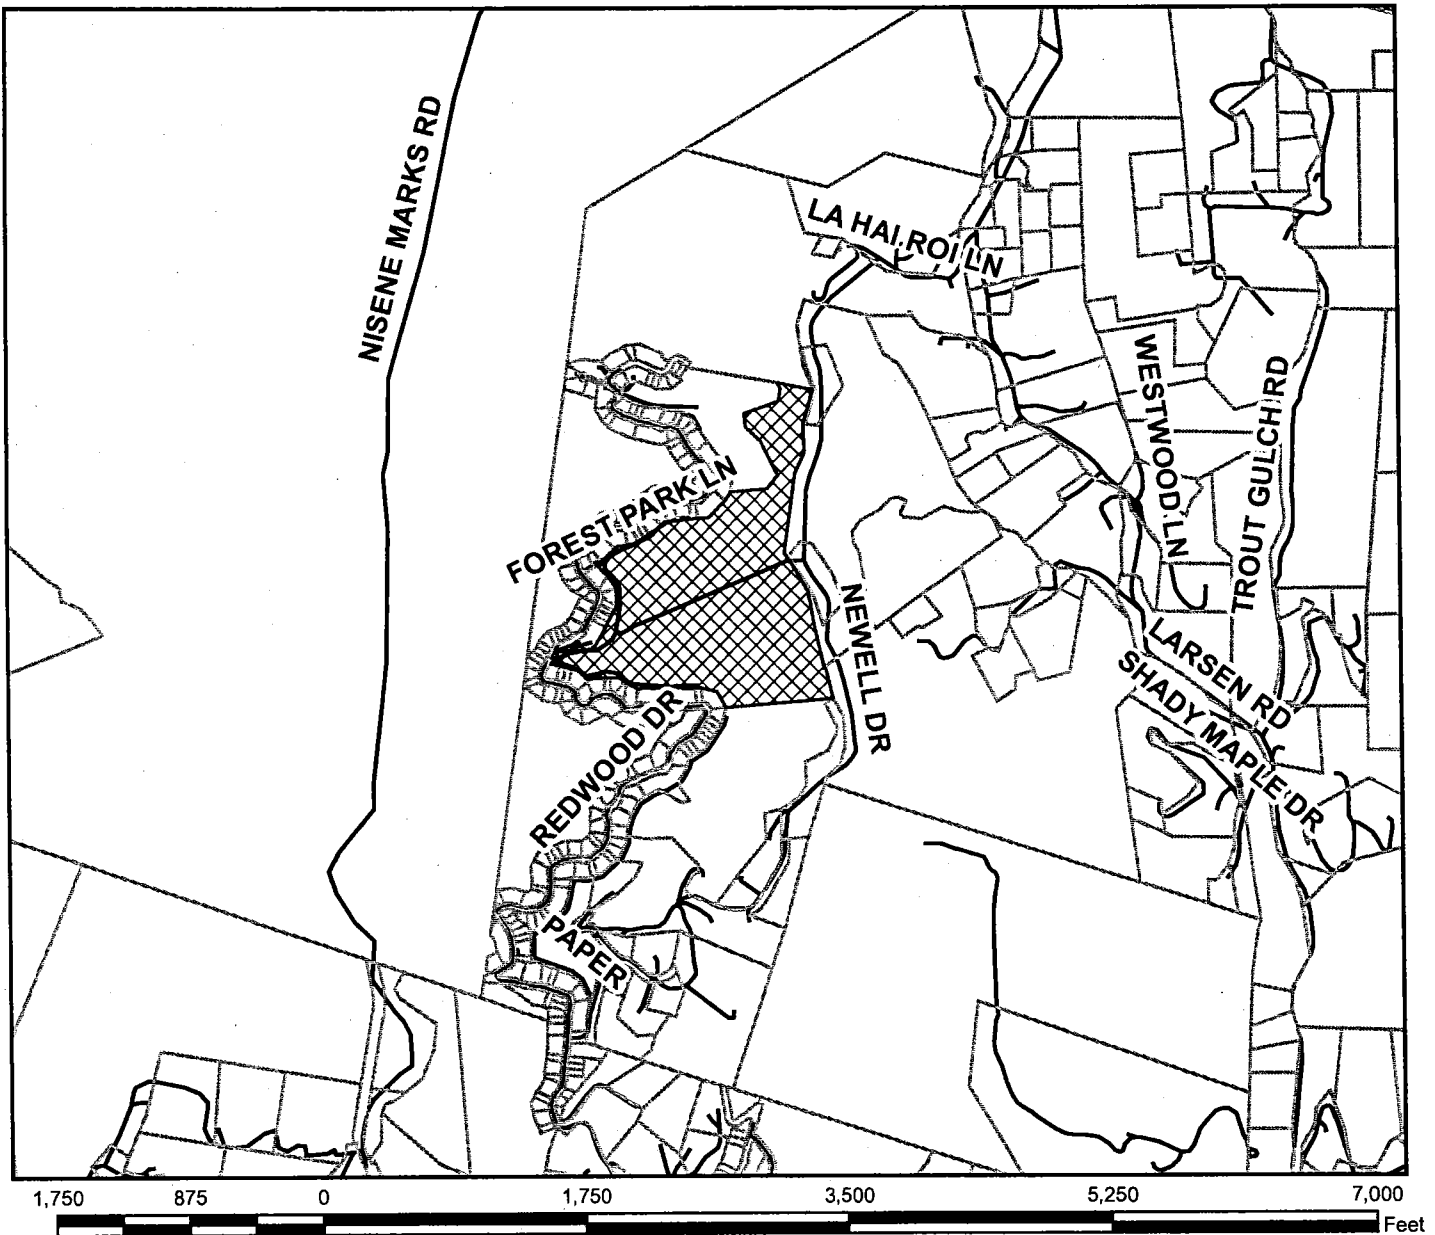 NISENE MARKS RD
LA HAI ROI LN
WESTWOOD LN
TROUT GULCH RD
FOREST PARK LN
NEWELL DR
LARSEN RD
SHADY MAPLE DR
REDWOOD DR
PAPER
1,750 875 0 1,750 3,500 5,250 7,000
Feet